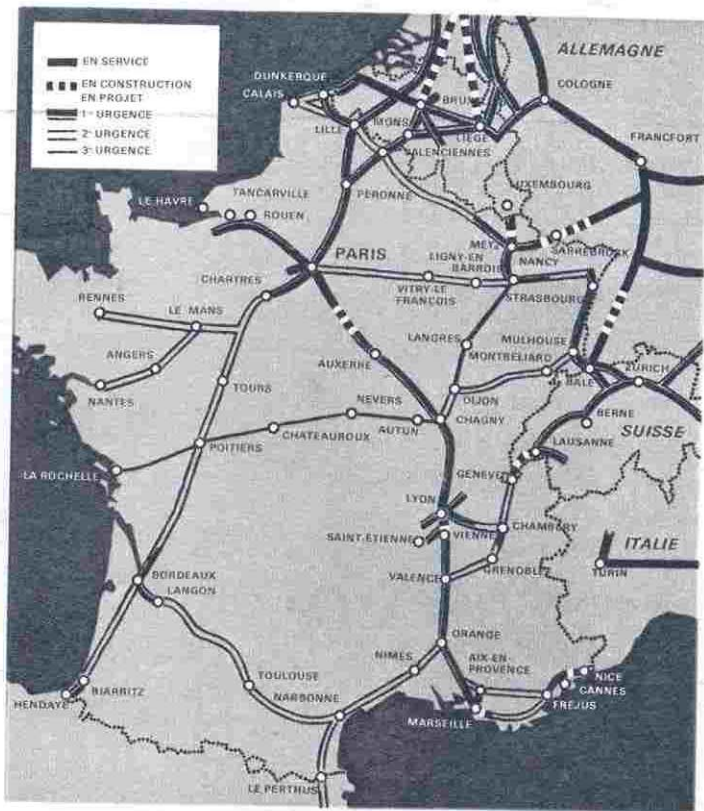 EN SERVICE
EN CONSTRUCTION
EN PROJET
1re URGENCE
2e URGENCE
3e URGENCE
ALLEMAGNE
DUNKERQUE
CALAIS
COLOGNE
LILLE
MONS
LIEGE
VALENCIENNES
FRANCFORT
LUXEMBOURG
PERONNE
LE HAVRE
TANCARVILLE
ROUEN
METZ
SARREBRUCK
PARIS
LIGNY-EN
BARROIS
NANCY
CHARTRES
VITRY-LE
FRANÇOIS
STRASBOURG
RENNES
LE MANS
LANGRES
MULHOUSE
MONTBELIARD
ANGERS
AUXERRE
BALE
ZURICH
NANTES
TOURS
NEVERS
DIJON
BERNE
AUTUN
CHAGNY
LAUSANNE
SUISSE
POITIERS
CHATEAUROUX
LA ROCHELLE
GENEVE
LYON
SAINT-ETIENNE
VIENNE
CHAMBERY
ITALIE
GRENOBLE
TURIN
VALENCE
BORDEAUX
LANGON
ORANGE
NIMES
AIX-EN-
PROVENCE
NICE
CANNES
TOULOUSE
NARBONNE
BIARRITZ
HENDAYE
MARSEILLE
FREJUS
LE PERTHUS